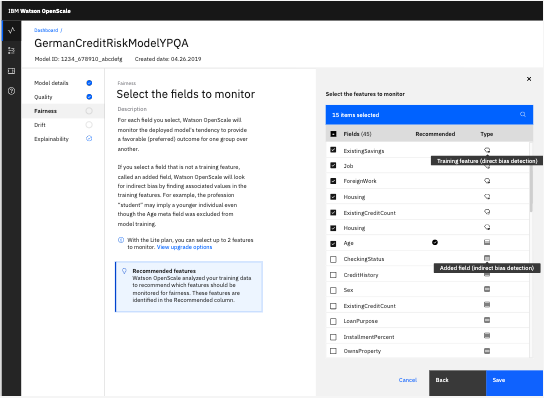 IBM Watson OpenScale
Dashboard /
GermanCreditRiskModelYPQA
Model ID: 1234_678910_abcdefg Created date: 04.26.2019
Model details
Quality
Fairness
Drift
Explainability
Fairness
Select the fields to monitor
Description
For each field you select, Watson OpenScale will
monitor the deployed model's tendency to provide
a favorable (preferred) outcome for one group over
another.
If you select a field that is not a training feature,
called an added field, Watson OpenScale will look
for indirect bias by finding associated values in the
training features. For example, the profession
"student" may imply a younger individual even
though the Age meta field was excluded from
model training.
With the Lite plan, you can select up to 2 features
to monitor. View upgrade options
Recommended features
Watson OpenScale analyzed your training data
to recommend which features should be
monitored for fairness. These features are
identified in the Recommended column.
Select the features to monitor
15 items selected
Fields (45) Recommended Type
ExistingSavings
Training feature (direct bias detection)
Job
ForeignWork
Housing
ExistingCreditCount
Housing
Age
CheckingStatus
Added field (indirect bias detection)
CreditHistory
Sex
ExistingCreditCount
LoanPurpose
InstallmentPercent
OwnsProperty
Cancel Back Save